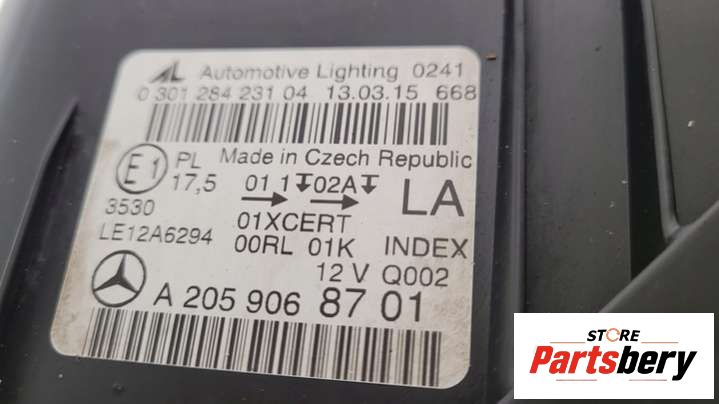 AL Automotive Lighting 0241
0 301 284 231 04 13.03.15 668
E1 PL Made in Czech Republic
17,5 01 1 02A LA
3530 01XCERT
LE12A6294 00RL 01K INDEX
12 V Q002
A 205 906 87 01
STORE
Partsbery